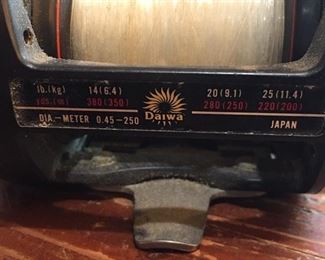 lb.(kg) 14(6.4) 20(9.1) 25(11.4)
yds.(m) 380(350) 280(250) 220(200)
Daiwa
DIA.—METER 0.45-250 JAPAN